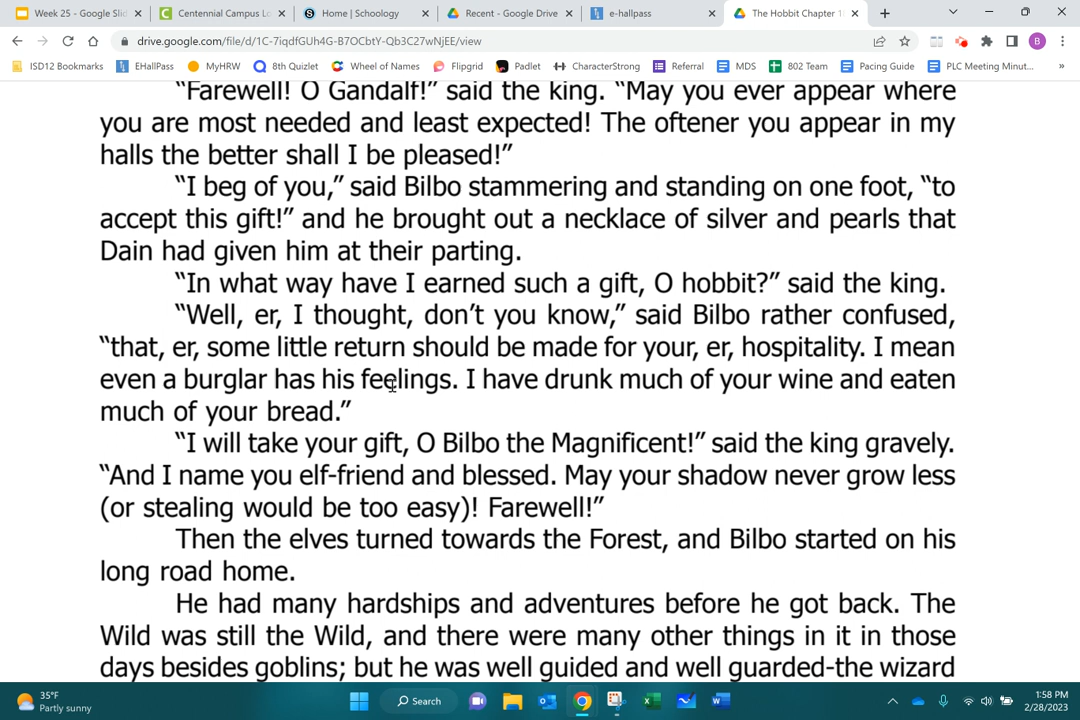 Week 25 - Google Slid
Centennial Campus Lo
Home | Schoology
Recent - Google Drive
e-hallpass
The Hobbit Chapter 1
drive.google.com/file/d/1C-7iqdfGUh4G-B7OCbtY-Qb3C27wNjEE/view
B
ISD12 Bookmarks
EHallPass
MyHRW
8th Quizlet
Wheel of Names
Flipgrid
Padlet
CharacterStrong
Referral
MDS
802 Team
Pacing Guide
PLC Meeting Minut...
“Farewell! O Gandalf!” said the king. “May you ever appear where
you are most needed and least expected! The oftener you appear in my
halls the better shall I be pleased!”
“I beg of you,” said Bilbo stammering and standing on one foot, “to
accept this gift!” and he brought out a necklace of silver and pearls that
Dain had given him at their parting.
“In what way have I earned such a gift, O hobbit?” said the king.
“Well, er, I thought, don’t you know,” said Bilbo rather confused,
“that, er, some little return should be made for your, er, hospitality. I mean
even a burglar has his feelings. I have drunk much of your wine and eaten
much of your bread.”
“I will take your gift, O Bilbo the Magnificent!” said the king gravely.
“And I name you elf-friend and blessed. May your shadow never grow less
(or stealing would be too easy)! Farewell!”
Then the elves turned towards the Forest, and Bilbo started on his
long road home.
He had many hardships and adventures before he got back. The
Wild was still the Wild, and there were many other things in it in those
days besides goblins; but he was well guided and well guarded-the wizard
35°F
Partly sunny
Search
1:58 PM
2/28/2023